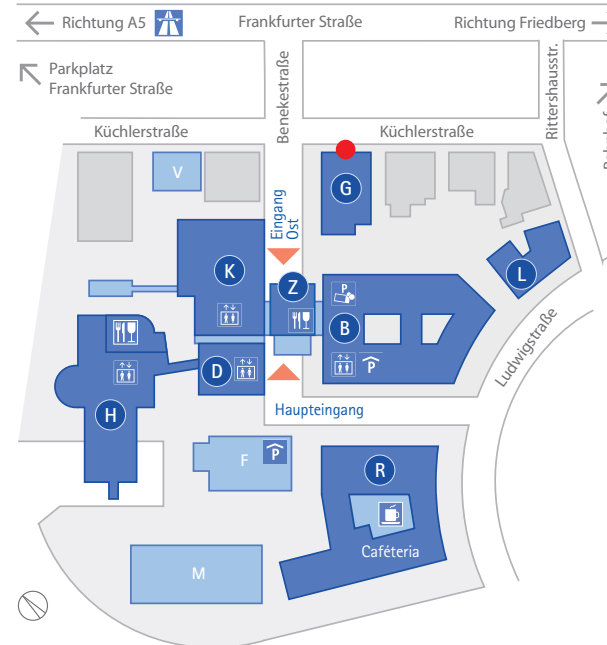 Richtung A5
Frankfurter Straße
Richtung Friedberg
Parkplatz
Frankfurter Straße
Benekestraße
Rittershausstr.
Küchlerstraße
Küchlerstraße
V
G
Eingang
Ost
K
Z
L
P
B
P
D
Ludwigstraße
H
Haupteingang
F
P
R
Caféteria
M